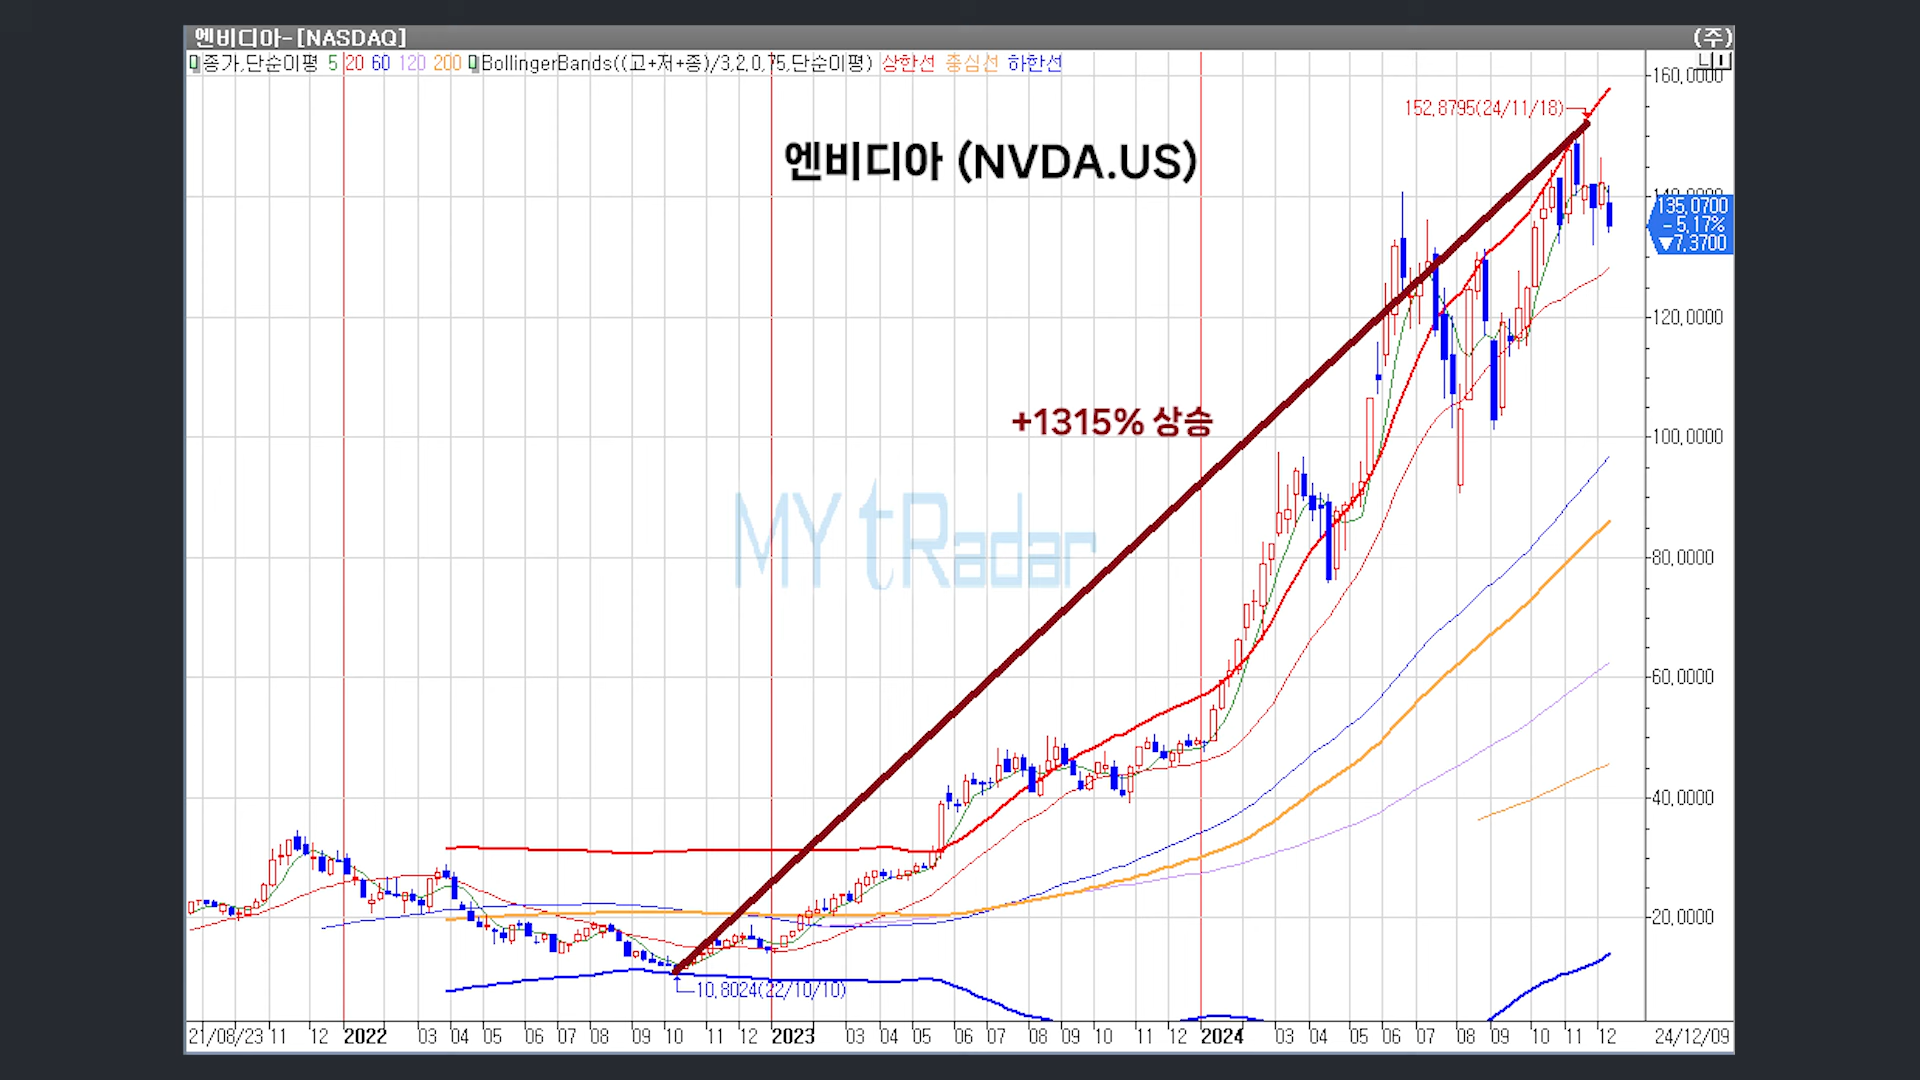 엔비디아-[NASDAQ] (주)
종가,단순이평 5 20 60 120 200 BollingerBands((고+저+종)/3,2,0,75,단순이평) 상한선 중심선 하한선
160,0000
152,8795(24/11/18)
엔비디아 (NVDA.US)
140,0000
135,0700
-5,17%
▼7,3700
120,0000
+1315% 상승
100,0000
MY tRadar
80,0000
60,0000
40,0000
20,0000
10,8024(22/10/10)
21/08/23 11 12 2022 03 04 05 06 07 08 09 10 11 12 2023 03 04 05 06 07 08 09 10 11 12 2024 03 04 05 06 07 08 09 10 11 12 24/12/09